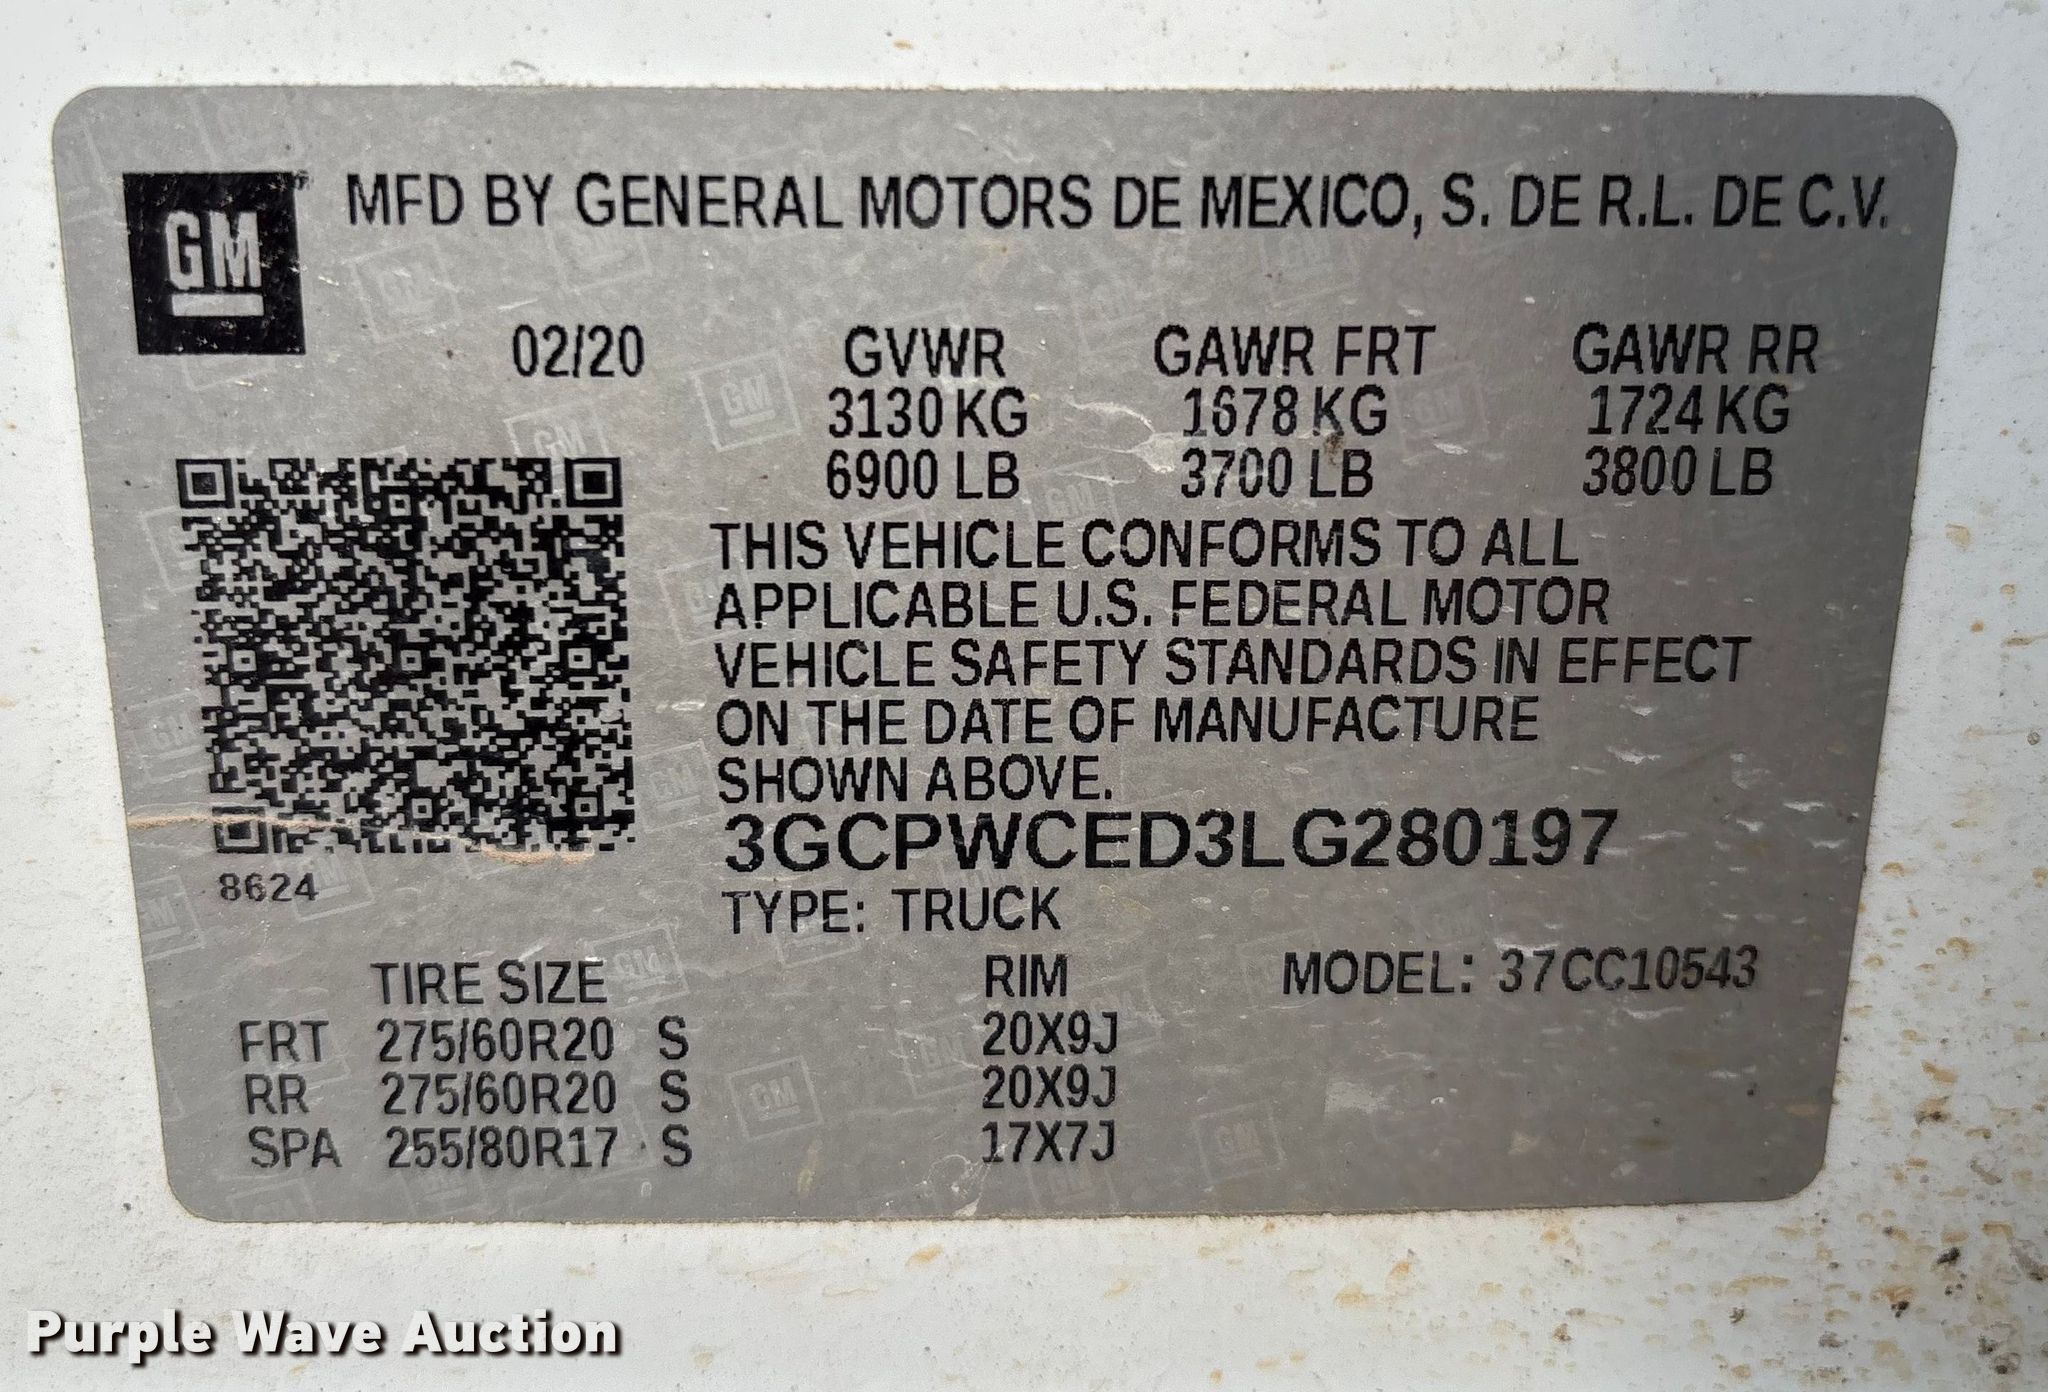 GM
MFD BY GENERAL MOTORS DE MEXICO, S. DE R.L. DE C.V.
02/20 GVWR GAWR FRT GAWR RR
3130 KG 1678 KG 1724 KG
6900 LB 3700 LB 3800 LB
THIS VEHICLE CONFORMS TO ALL
APPLICABLE U.S. FEDERAL MOTOR
VEHICLE SAFETY STANDARDS IN EFFECT
ON THE DATE OF MANUFACTURE
SHOWN ABOVE.
3GCPWCED3LG280197
8624
TYPE: TRUCK
TIRE SIZE RIM MODEL: 37CC10543
FRT 275/60R20 S 20X9J
RR 275/60R20 S 20X9J
SPA 255/80R17 S 17X7J
Purple Wave Auction